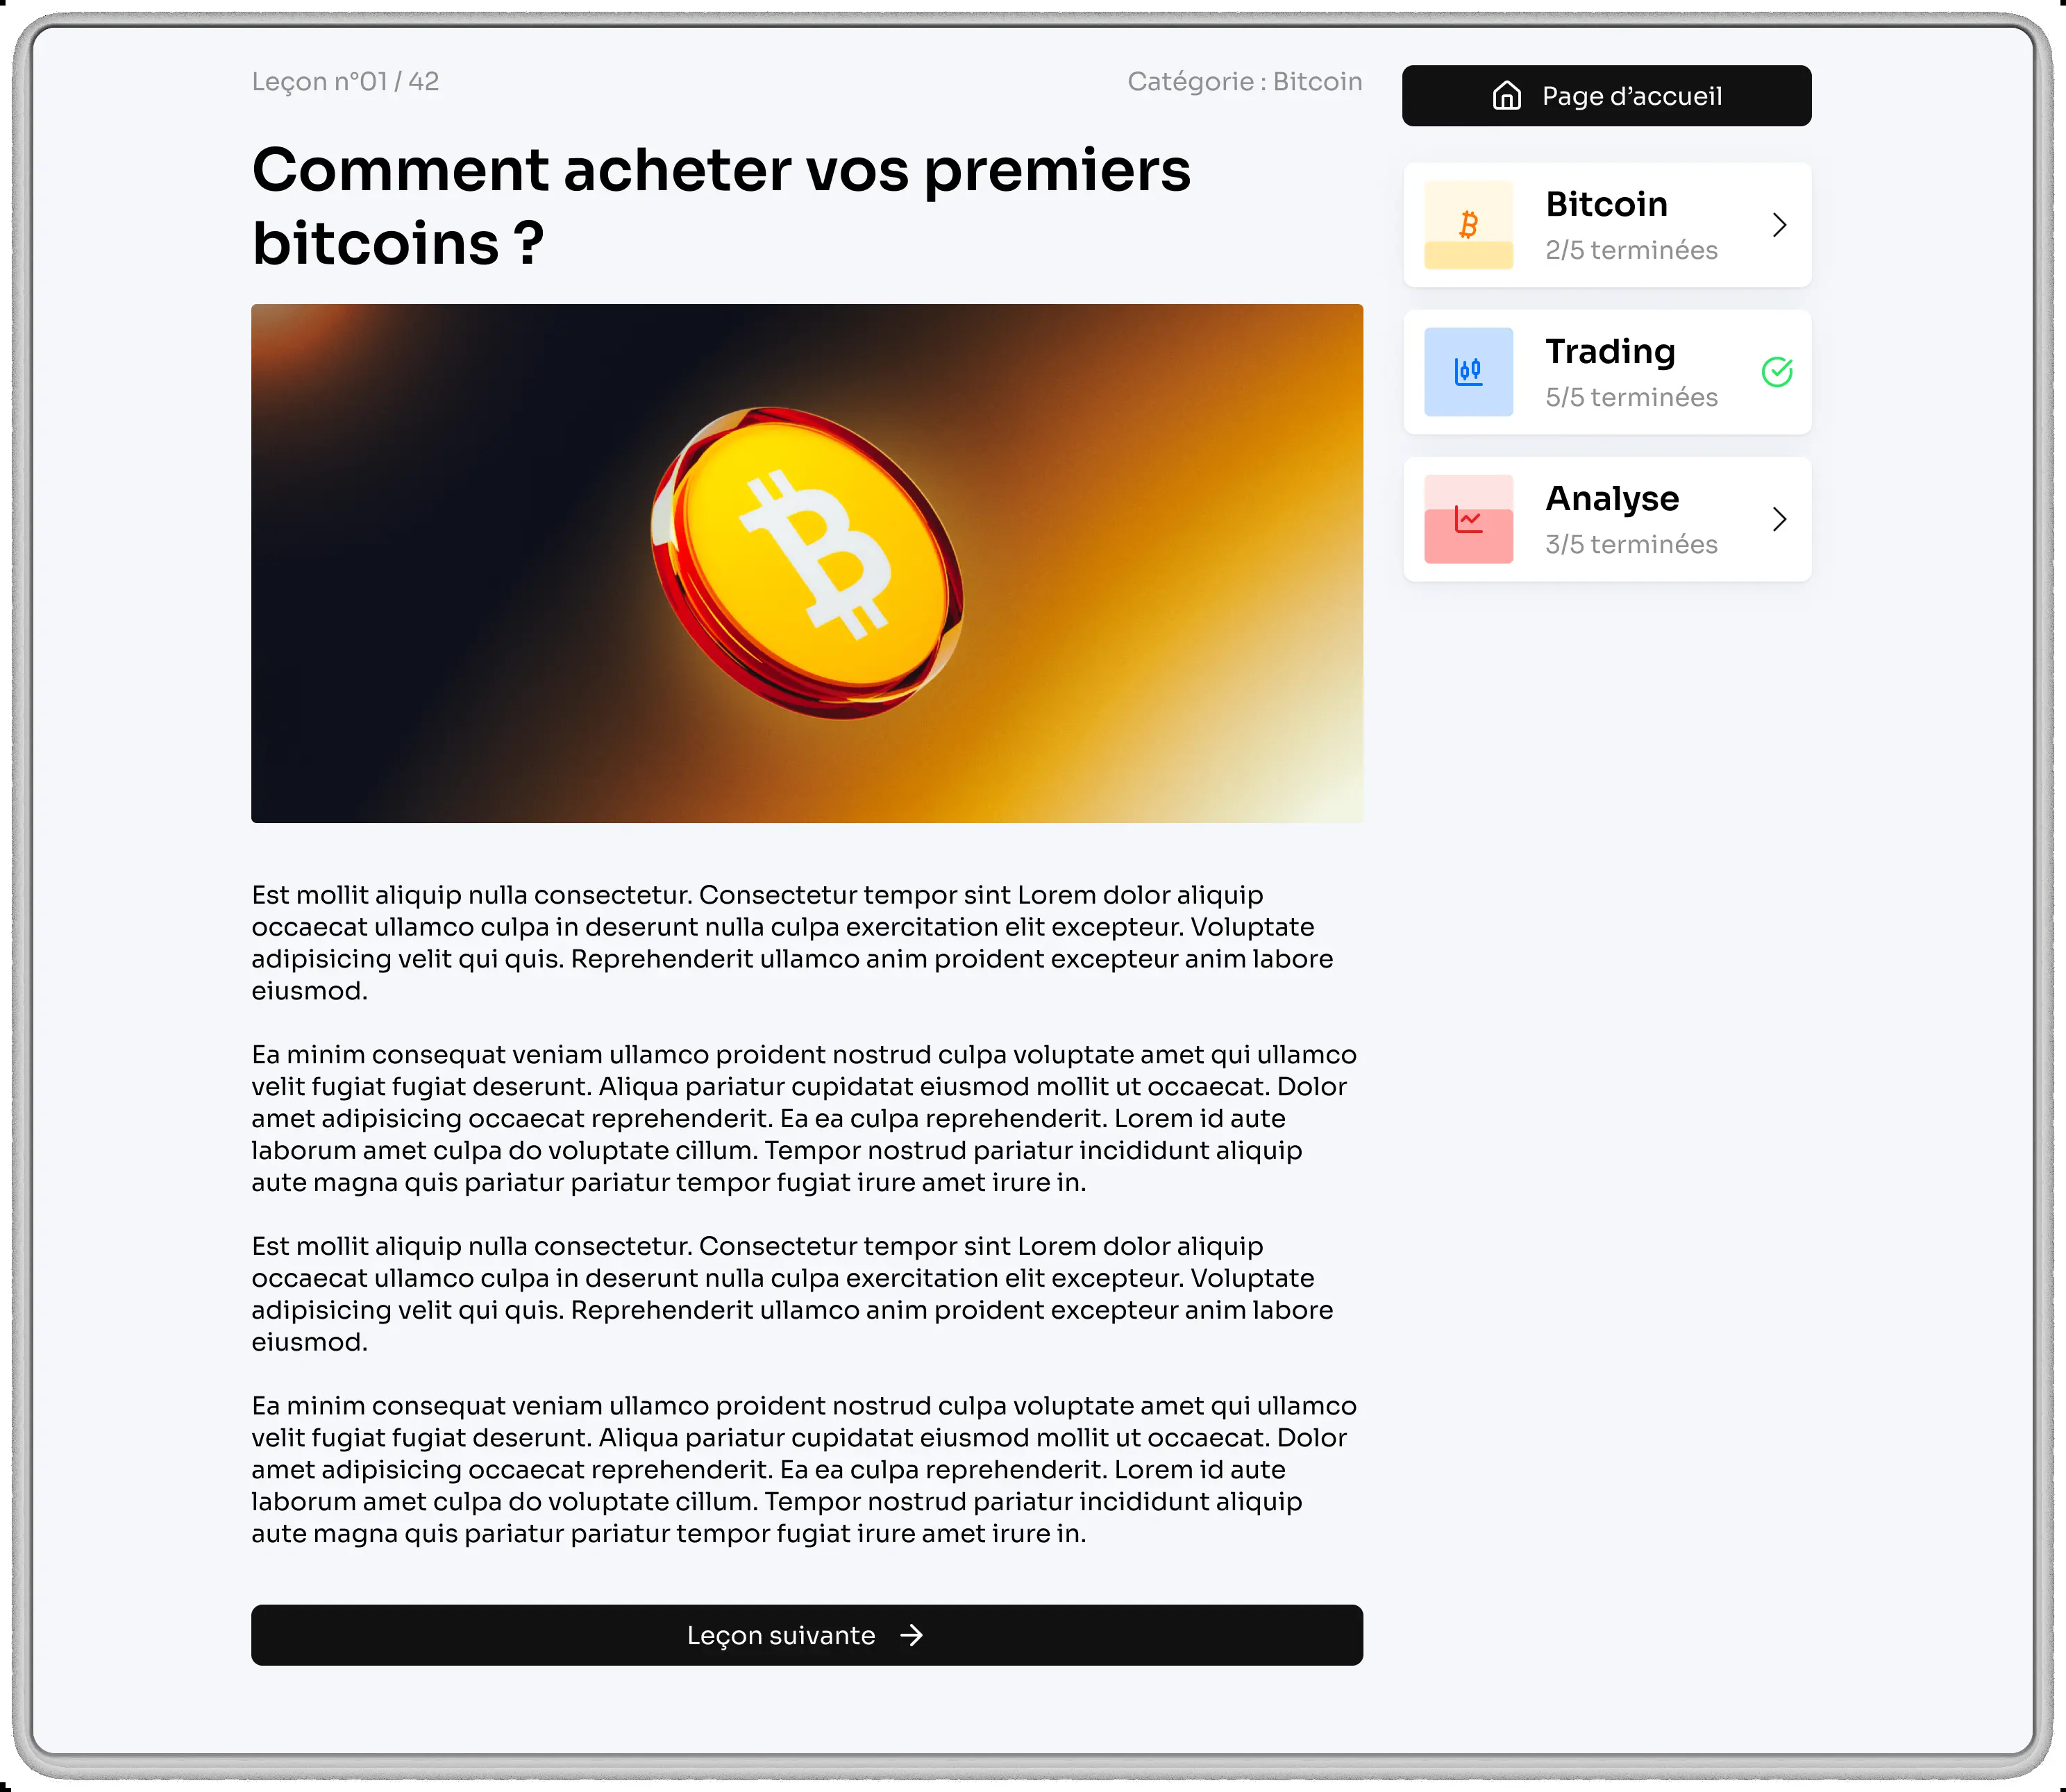 Leçon n°01 / 42
Catégorie : Bitcoin
Comment acheter vos premiers
bitcoins ?
Est mollit aliquip nulla consectetur. Consectetur tempor sint Lorem dolor aliquip
occaecat ullamco culpa in deserunt nulla culpa exercitation elit excepteur. Voluptate
adipisicing velit qui quis. Reprehenderit ullamco anim proident excepteur anim labore
eiusmod.
Ea minim consequat veniam ullamco proident nostrud culpa voluptate amet qui ullamco
velit fugiat fugiat deserunt. Aliqua pariatur cupidatat eiusmod mollit ut occaecat. Dolor
amet adipisicing occaecat reprehenderit. Ea ea culpa reprehenderit. Lorem id aute
laborum amet culpa do voluptate cillum. Tempor nostrud pariatur incididunt aliquip
aute magna quis pariatur pariatur tempor fugiat irure amet irure in.
Est mollit aliquip nulla consectetur. Consectetur tempor sint Lorem dolor aliquip
occaecat ullamco culpa in deserunt nulla culpa exercitation elit excepteur. Voluptate
adipisicing velit qui quis. Reprehenderit ullamco anim proident excepteur anim labore
eiusmod.
Ea minim consequat veniam ullamco proident nostrud culpa voluptate amet qui ullamco
velit fugiat fugiat deserunt. Aliqua pariatur cupidatat eiusmod mollit ut occaecat. Dolor
amet adipisicing occaecat reprehenderit. Ea ea culpa reprehenderit. Lorem id aute
laborum amet culpa do voluptate cillum. Tempor nostrud pariatur incididunt aliquip
aute magna quis pariatur pariatur tempor fugiat irure amet irure in.
Leçon suivante
Page d’accueil
Bitcoin
2/5 terminées
Trading
5/5 terminées
Analyse
3/5 terminées